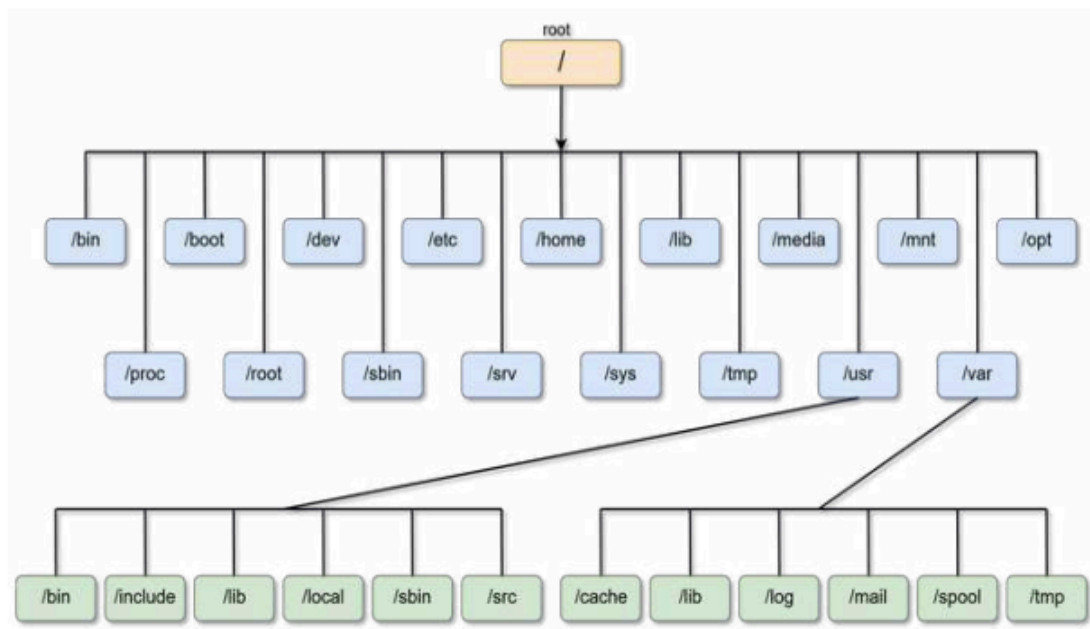 root
/
/bin /boot /dev /etc /home /lib /media /mnt /opt
/proc /root /sbin /srv /sys /tmp /usr /var
/bin /include /lib /local /sbin /src /cache /lib /log /mail /spool /tmp